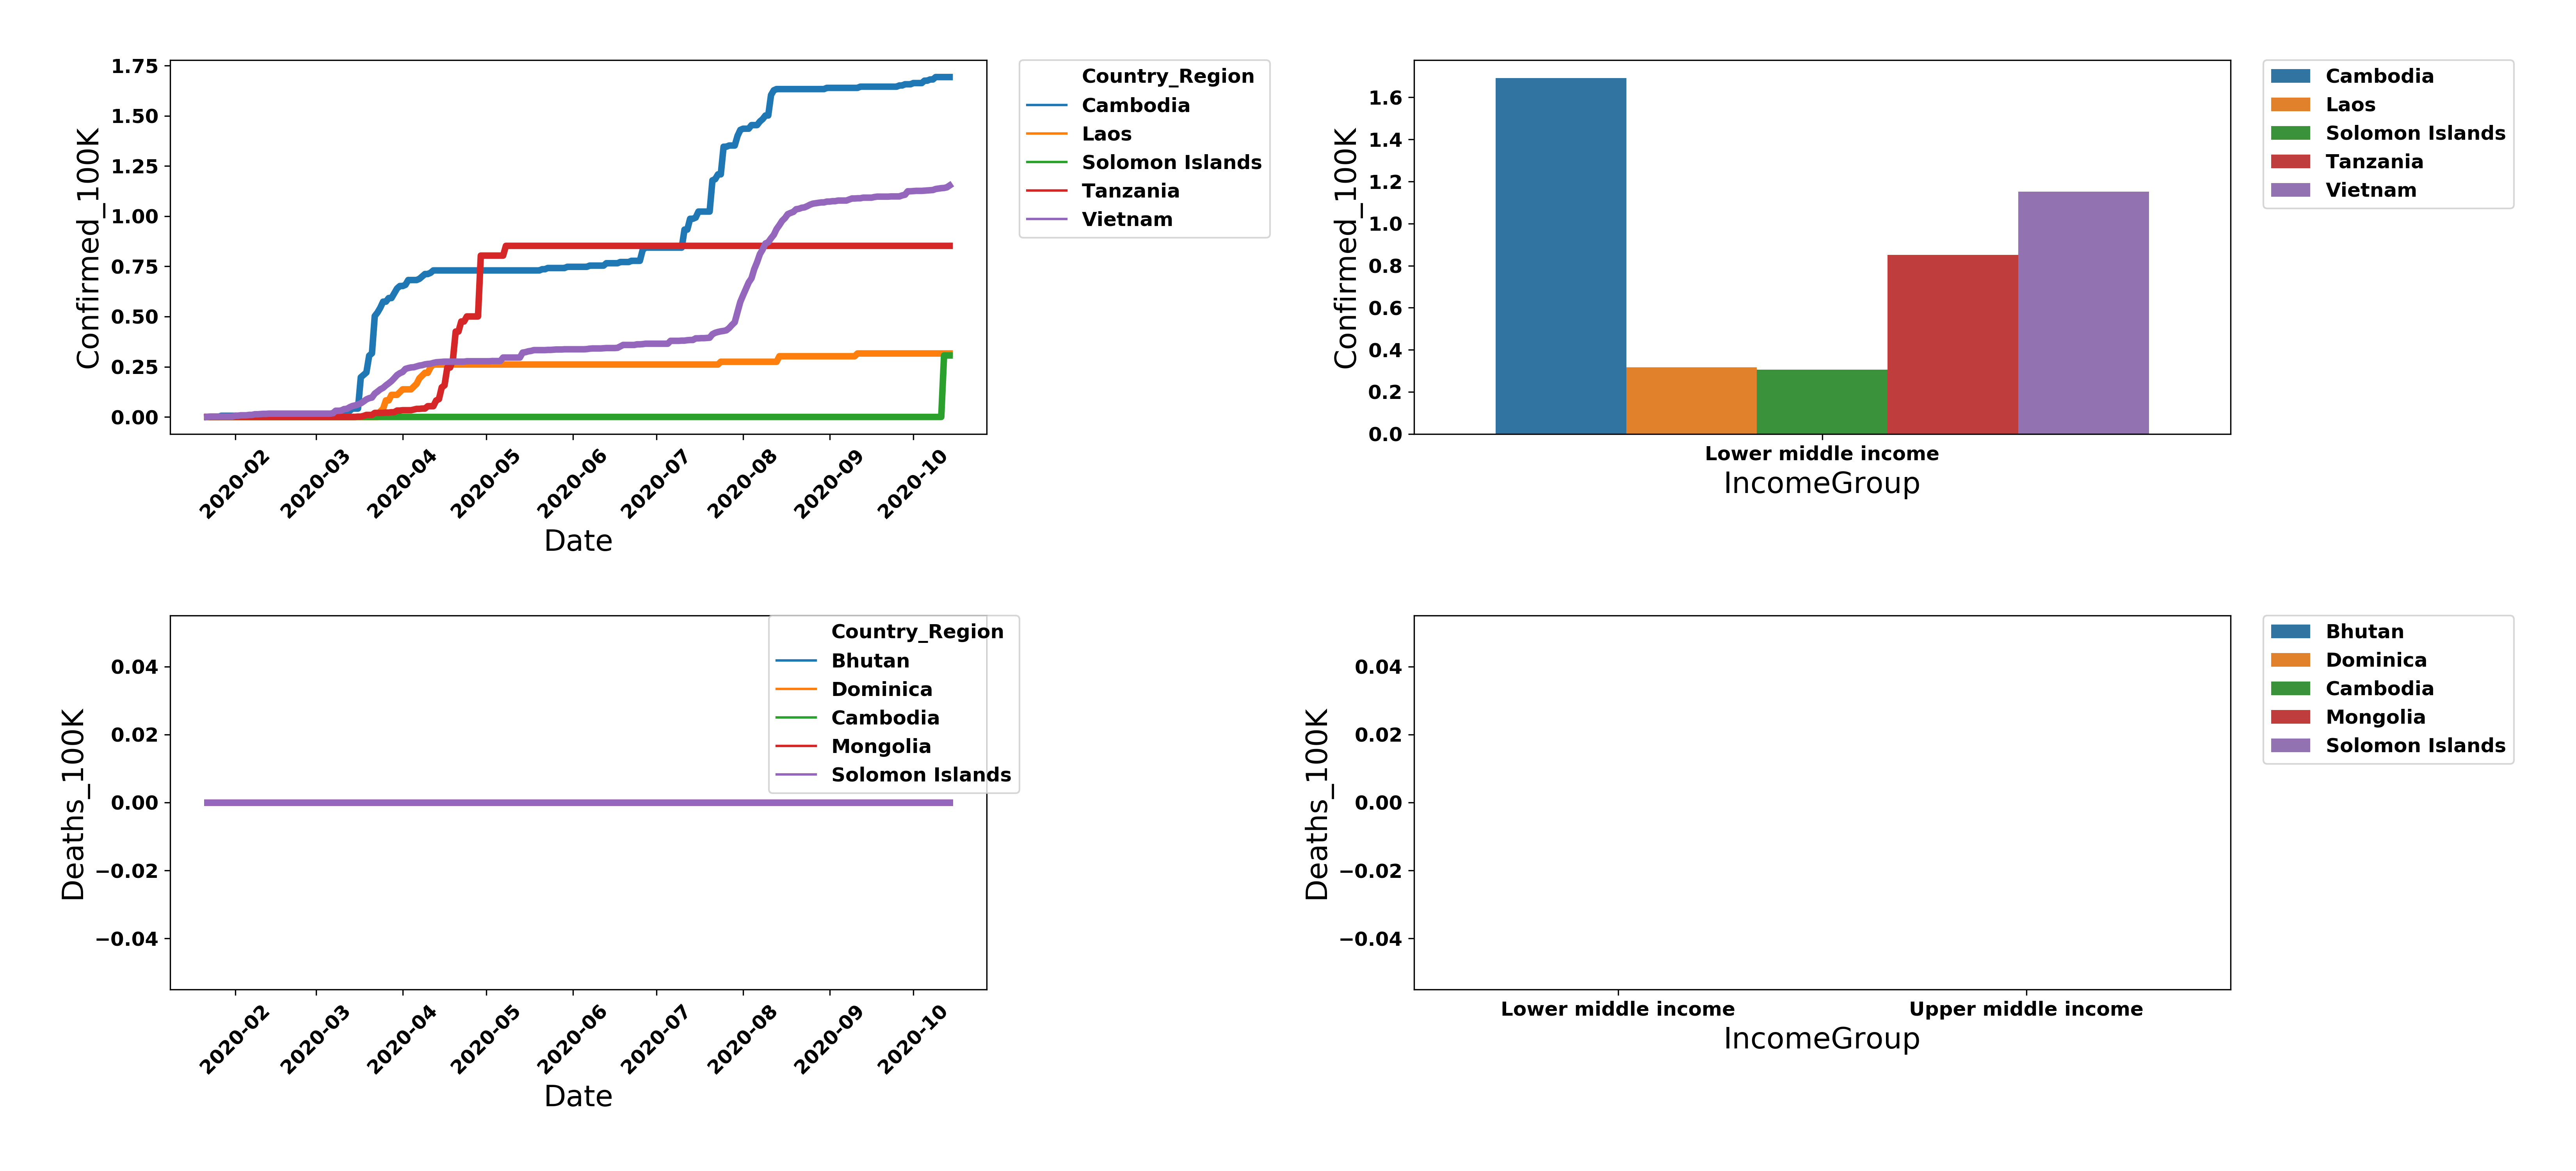 Confirmed_100K
1.75
1.50
1.25
1.00
0.75
0.50
0.25
0.00
2020-02
2020-03
2020-04
2020-05
2020-06
2020-07
2020-08
2020-09
2020-10
Date
Country_Region
Cambodia
Laos
Solomon Islands
Tanzania
Vietnam
Confirmed_100K
1.6
1.4
1.2
1.0
0.8
0.6
0.4
0.2
0.0
Lower middle income
IncomeGroup
Cambodia
Laos
Solomon Islands
Tanzania
Vietnam
Deaths_100K
0.04
0.02
0.00
−0.02
−0.04
2020-02
2020-03
2020-04
2020-05
2020-06
2020-07
2020-08
2020-09
2020-10
Date
Country_Region
Bhutan
Dominica
Cambodia
Mongolia
Solomon Islands
Deaths_100K
0.04
0.02
0.00
−0.02
−0.04
Lower middle income
Upper middle income
IncomeGroup
Bhutan
Dominica
Cambodia
Mongolia
Solomon Islands